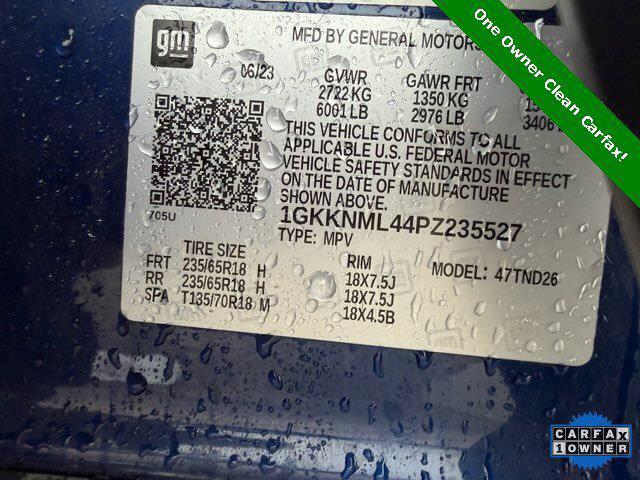 One Owner Clean Carfax!
gm
MFD BY GENERAL MOTORS
06/23
GVWR
GAWR FRT
2722 KG
1350 KG
6001 LB
2976 LB
3406
THIS VEHICLE CONFORMS TO ALL
APPLICABLE U.S. FEDERAL MOTOR
VEHICLE SAFETY STANDARDS IN EFFECT
ON THE DATE OF MANUFACTURE
SHOWN ABOVE.
705U
1GKKNML44PZ235527
TYPE: MPV
MODEL: 47TND26
TIRE SIZE
RIM
FRT 235/65R18 H 18X7.5J
RR 235/65R18 H 18X7.5J
SPA T135/70R18 M 18X4.5B
CARFAX
1 OWNER